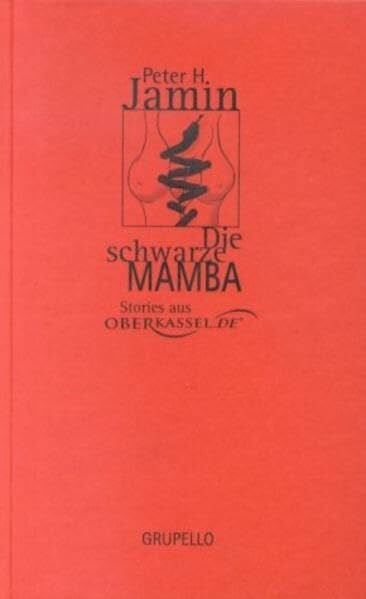 Peter H.
Jamin
Die
schwarze
MAMBA
Stories aus
OBERKASSEL.DE®
GRUPELLO